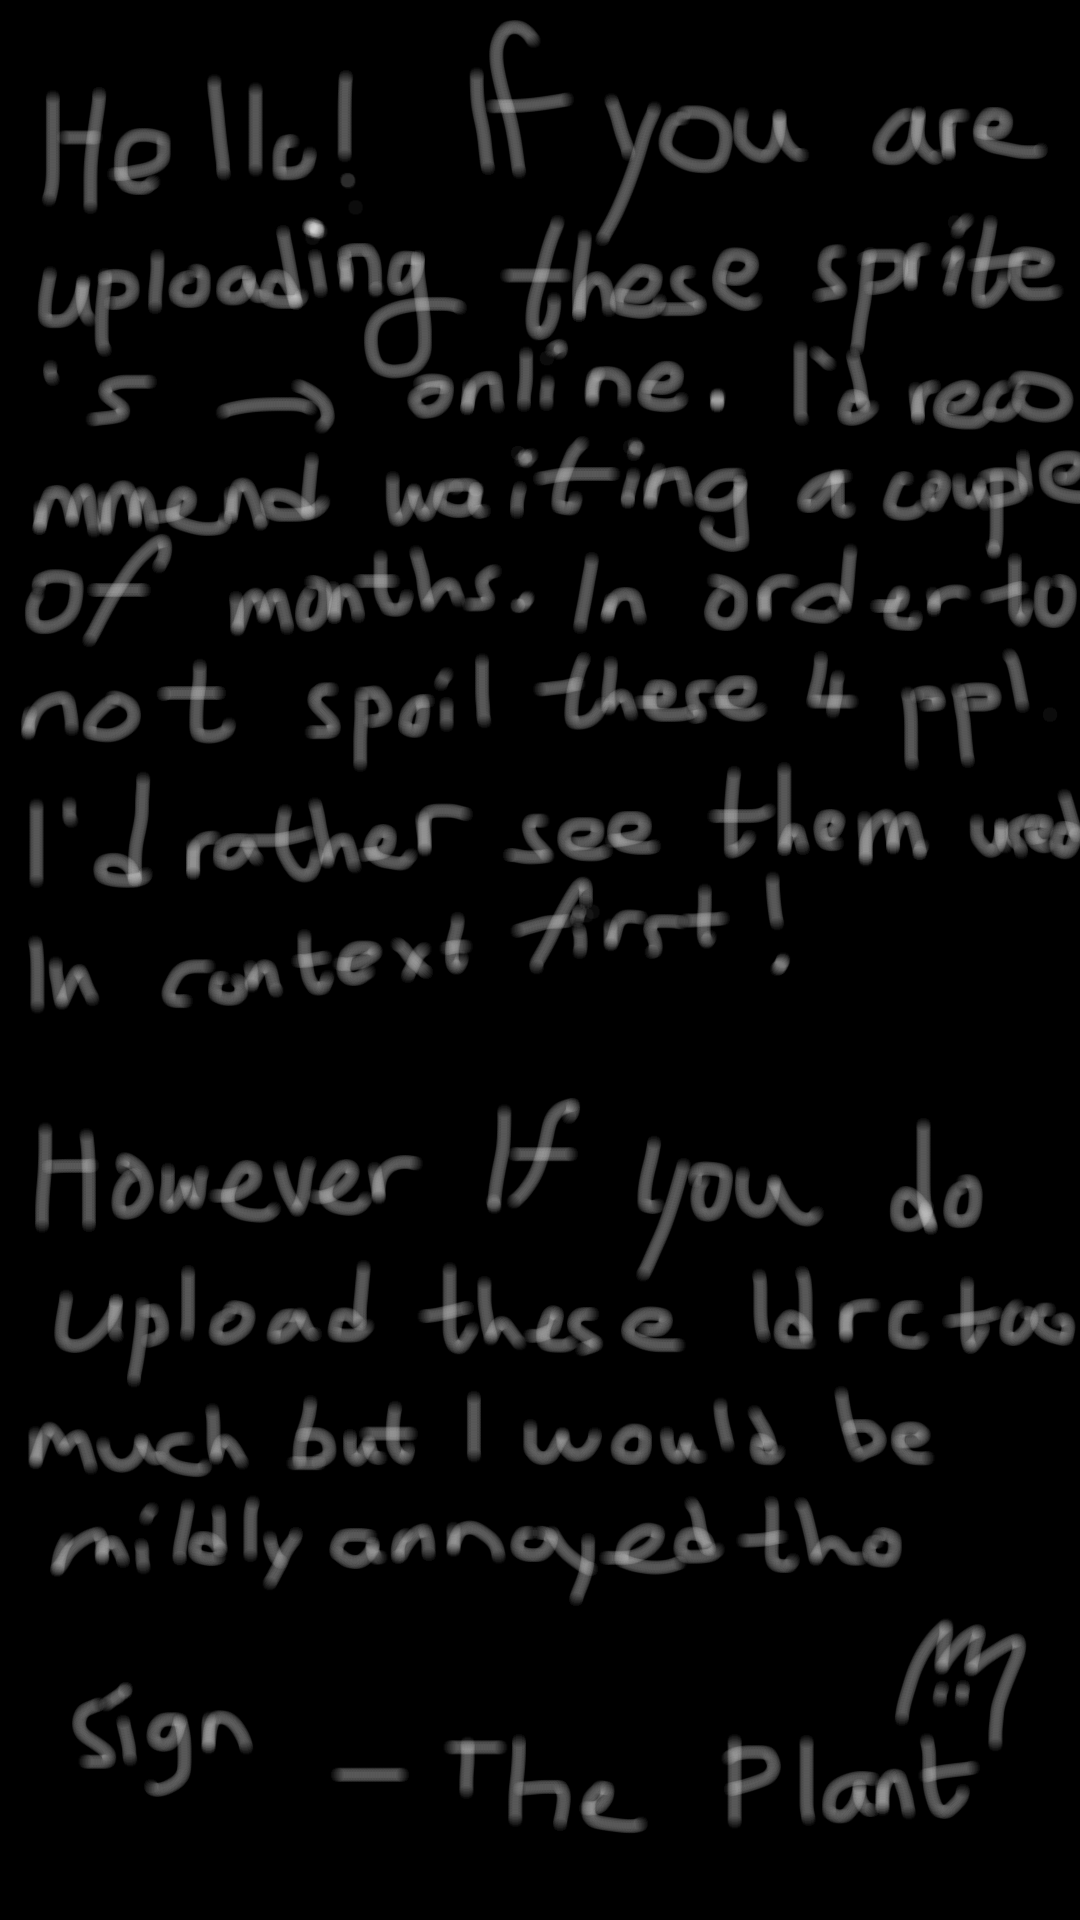 Hello! If you are
uploading these sprite
's → online. I'd reco
mmend waiting a couple
of months. In order to
not spoil these 4 ppl.
I'd rather see them used
In context first!
However If you do
upload these Idrc too
much but I would be
mildly annoyed tho
sign – The Plant